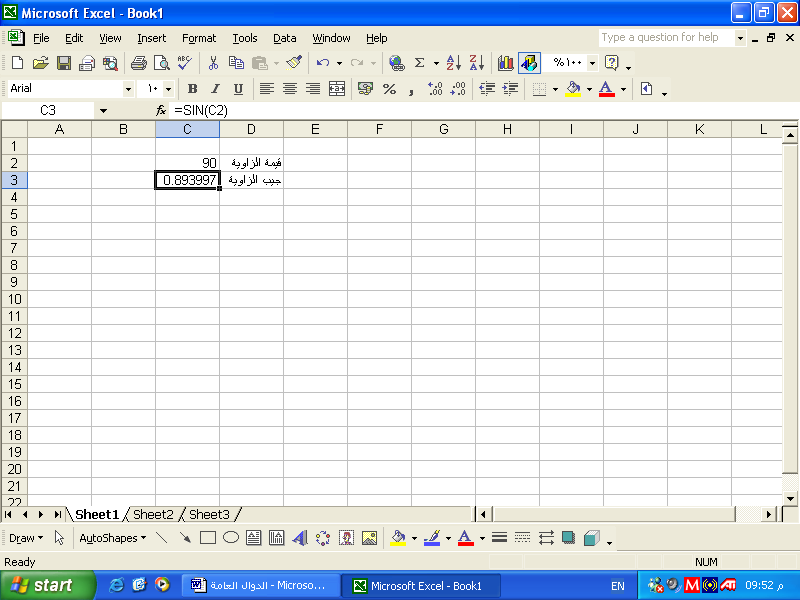 Microsoft Excel - Book1
File Edit View Insert Format Tools Data Window Help
Type a question for help
%١٠٠
Arial
١٠
B I U
C3
fx =SIN(C2)
A B C D E F G H I J K L
1
2 90 قيمة الزاوية
3 0.893997 جيب الزاوية
4
5
6
7
8
9
10
11
12
13
14
15
16
17
18
19
20
21
22
Sheet1 Sheet2 Sheet3
Draw AutoShapes
Ready
NUM
start
الدوال العامة - Microso...
Microsoft Excel - Book1
EN
09:52 م